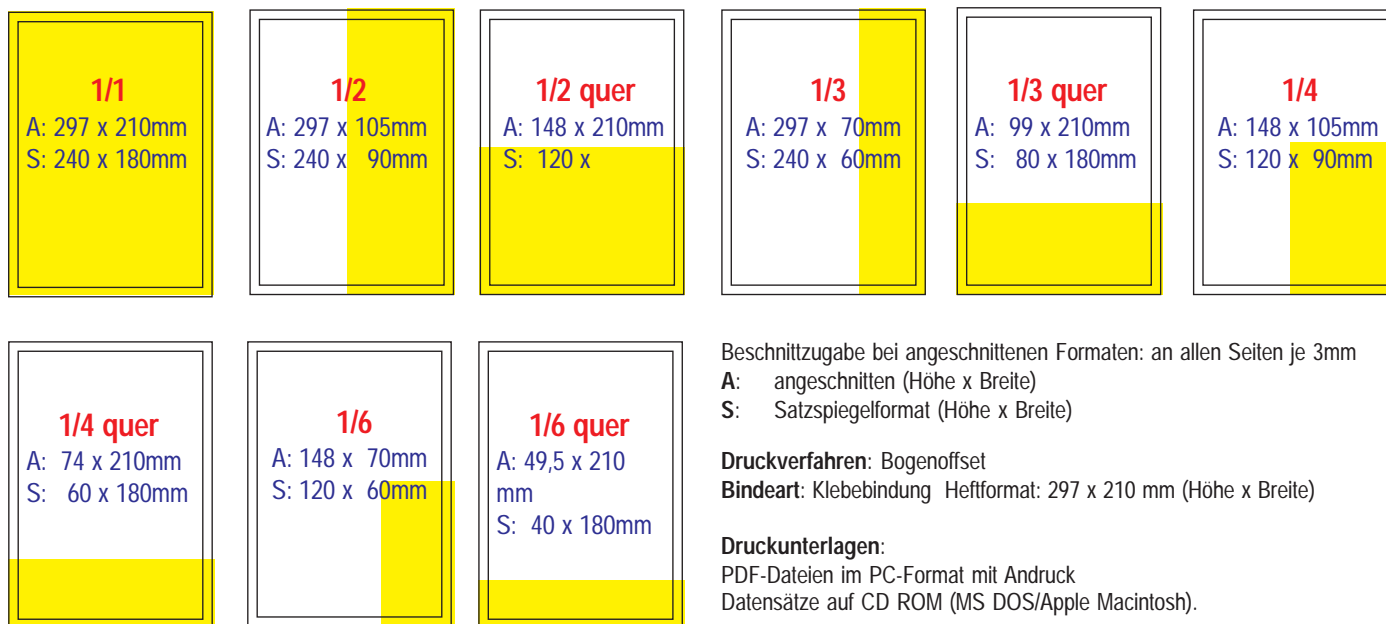 1/1
A: 297 x 210mm
S: 240 x 180mm
1/2
A: 297 x 105mm
S: 240 x 90mm
1/2 quer
A: 148 x 210mm
S: 120 x
1/3
A: 297 x 70mm
S: 240 x 60mm
1/3 quer
A: 99 x 210mm
S: 80 x 180mm
1/4
A: 148 x 105mm
S: 120 x 90mm
1/4 quer
A: 74 x 210mm
S: 60 x 180mm
1/6
A: 148 x 70mm
S: 120 x 60mm
1/6 quer
A: 49,5 x 210
mm
S: 40 x 180mm
Beschnittzugabe bei angeschnittenen Formaten: an allen Seiten je 3mm
A: angeschnitten (Höhe x Breite)
S: Satzspiegelformat (Höhe x Breite)
Druckverfahren: Bogenoffset
Bindeart: Klebebindung Heftformat: 297 x 210 mm (Höhe x Breite)
Druckunterlagen:
PDF-Dateien im PC-Format mit Andruck
Datensätze auf CD ROM (MS DOS/Apple Macintosh).